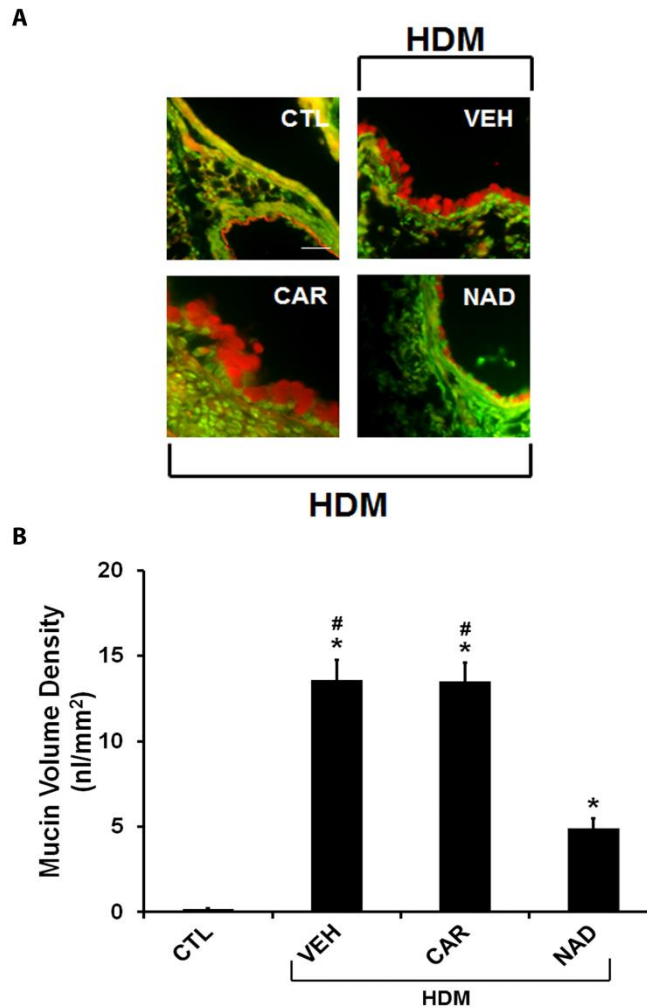 A
HDM
CTL
VEH
CAR
NAD
HDM
B
Mucin Volume Density
(nl/mm²)
20
15
10
5
0
#
*
#
*
*
CTL
VEH
CAR
NAD
HDM